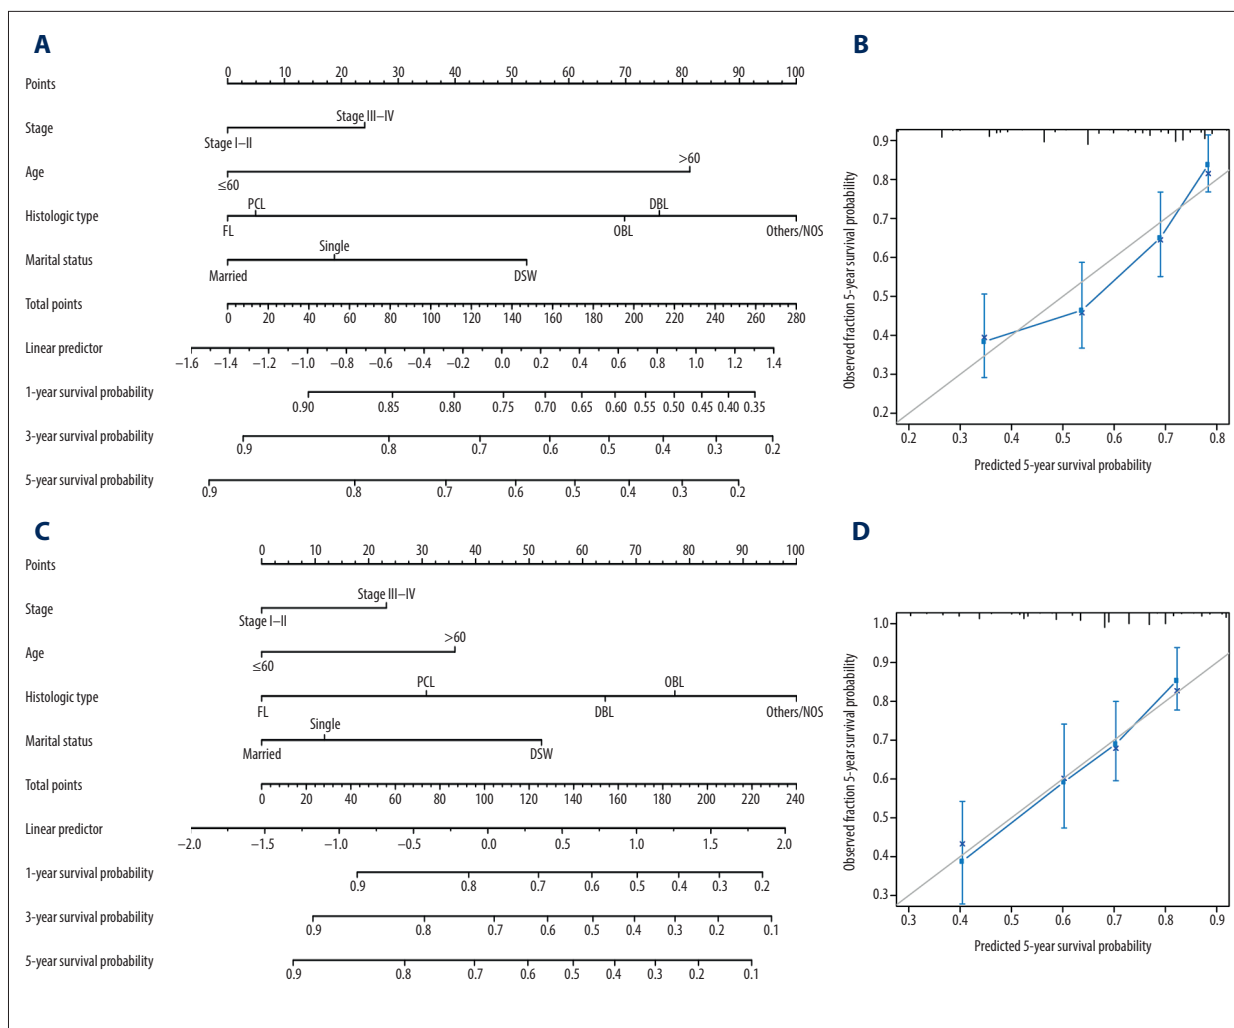 A
Points
0 10 20 30 40 50 60 70 80 90 100
Stage
Stage III–IV
Stage I–II
Age
>60
≤60
Histologic type
PCL DBL
FL OBL Others/NOS
Marital status
Single
Married DSW
Total points
0 20 40 60 80 100 120 140 160 180 200 220 240 260 280
Linear predictor
−1.6 −1.4 −1.2 −1.0 −0.8 −0.6 −0.4 −0.2 0.0 0.2 0.4 0.6 0.8 1.0 1.2 1.4
1-year survival probability
0.90 0.85 0.80 0.75 0.70 0.65 0.60 0.55 0.50 0.45 0.40 0.35
3-year survival probability
0.9 0.8 0.7 0.6 0.5 0.4 0.3 0.2
5-year survival probability
0.9 0.8 0.7 0.6 0.5 0.4 0.3 0.2
B
Observed fraction 5-year survival probability
0.9
0.8
0.7
0.6
0.5
0.4
0.3
0.2
0.2 0.3 0.4 0.5 0.6 0.7 0.8
Predicted 5-year survival probability
C
Points
0 10 20 30 40 50 60 70 80 90 100
Stage
Stage III–IV
Stage I–II
Age
>60
≤60
Histologic type
PCL OBL
FL DBL Others/NOS
Marital status
Single
Married DSW
Total points
0 20 40 60 80 100 120 140 160 180 200 220 240
Linear predictor
−2.0 −1.5 −1.0 −0.5 0.0 0.5 1.0 1.5 2.0
1-year survival probability
0.9 0.8 0.7 0.6 0.5 0.4 0.3 0.2
3-year survival probability
0.9 0.8 0.7 0.6 0.5 0.4 0.3 0.2 0.1
5-year survival probability
0.9 0.8 0.7 0.6 0.5 0.4 0.3 0.2 0.1
D
Observed fraction 5-year survival probability
1.0
0.9
0.8
0.7
0.6
0.5
0.4
0.3
0.3 0.4 0.5 0.6 0.7 0.8 0.9
Predicted 5-year survival probability